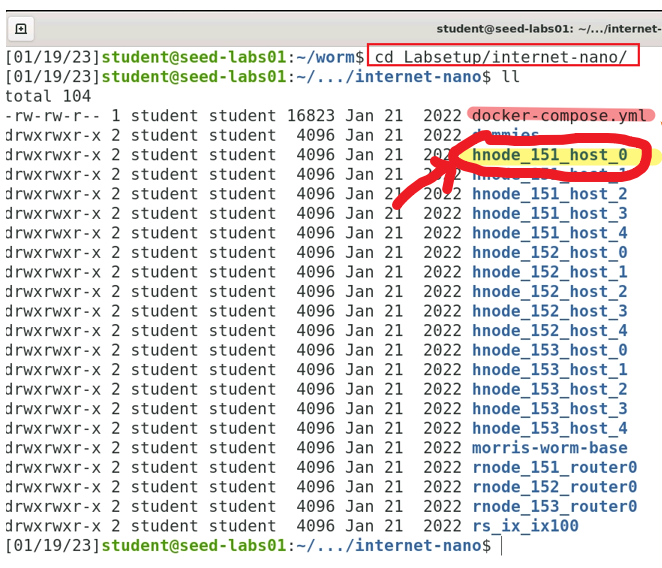 student@seed-labs01: ~/.../internet-
[01/19/23]student@seed-labs01:~/worm$ cd Labsetup/internet-nano/
[01/19/23]student@seed-labs01:~/.../internet-nano$ ll
total 104
-rw-rw-r-- 1 student student 16823 Jan 21  2022 docker-compose.yml
drwxrwxr-x 2 student student  4096 Jan 21  2022 dummies
drwxrwxr-x 2 student student  4096 Jan 21  2022 hnode_151_host_0
drwxrwxr-x 2 student student  4096 Jan 21  2022 hnode_151_host_1
drwxrwxr-x 2 student student  4096 Jan 21  2022 hnode_151_host_2
drwxrwxr-x 2 student student  4096 Jan 21  2022 hnode_151_host_3
drwxrwxr-x 2 student student  4096 Jan 21  2022 hnode_151_host_4
drwxrwxr-x 2 student student  4096 Jan 21  2022 hnode_152_host_0
drwxrwxr-x 2 student student  4096 Jan 21  2022 hnode_152_host_1
drwxrwxr-x 2 student student  4096 Jan 21  2022 hnode_152_host_2
drwxrwxr-x 2 student student  4096 Jan 21  2022 hnode_152_host_3
drwxrwxr-x 2 student student  4096 Jan 21  2022 hnode_152_host_4
drwxrwxr-x 2 student student  4096 Jan 21  2022 hnode_153_host_0
drwxrwxr-x 2 student student  4096 Jan 21  2022 hnode_153_host_1
drwxrwxr-x 2 student student  4096 Jan 21  2022 hnode_153_host_2
drwxrwxr-x 2 student student  4096 Jan 21  2022 hnode_153_host_3
drwxrwxr-x 2 student student  4096 Jan 21  2022 hnode_153_host_4
drwxrwxr-x 2 student student  4096 Jan 21  2022 morris-worm-base
drwxrwxr-x 2 student student  4096 Jan 21  2022 rnode_151_router0
drwxrwxr-x 2 student student  4096 Jan 21  2022 rnode_152_router0
drwxrwxr-x 2 student student  4096 Jan 21  2022 rnode_153_router0
drwxrwxr-x 2 student student  4096 Jan 21  2022 rs_ix_ix100
[01/19/23]student@seed-labs01:~/.../internet-nano$